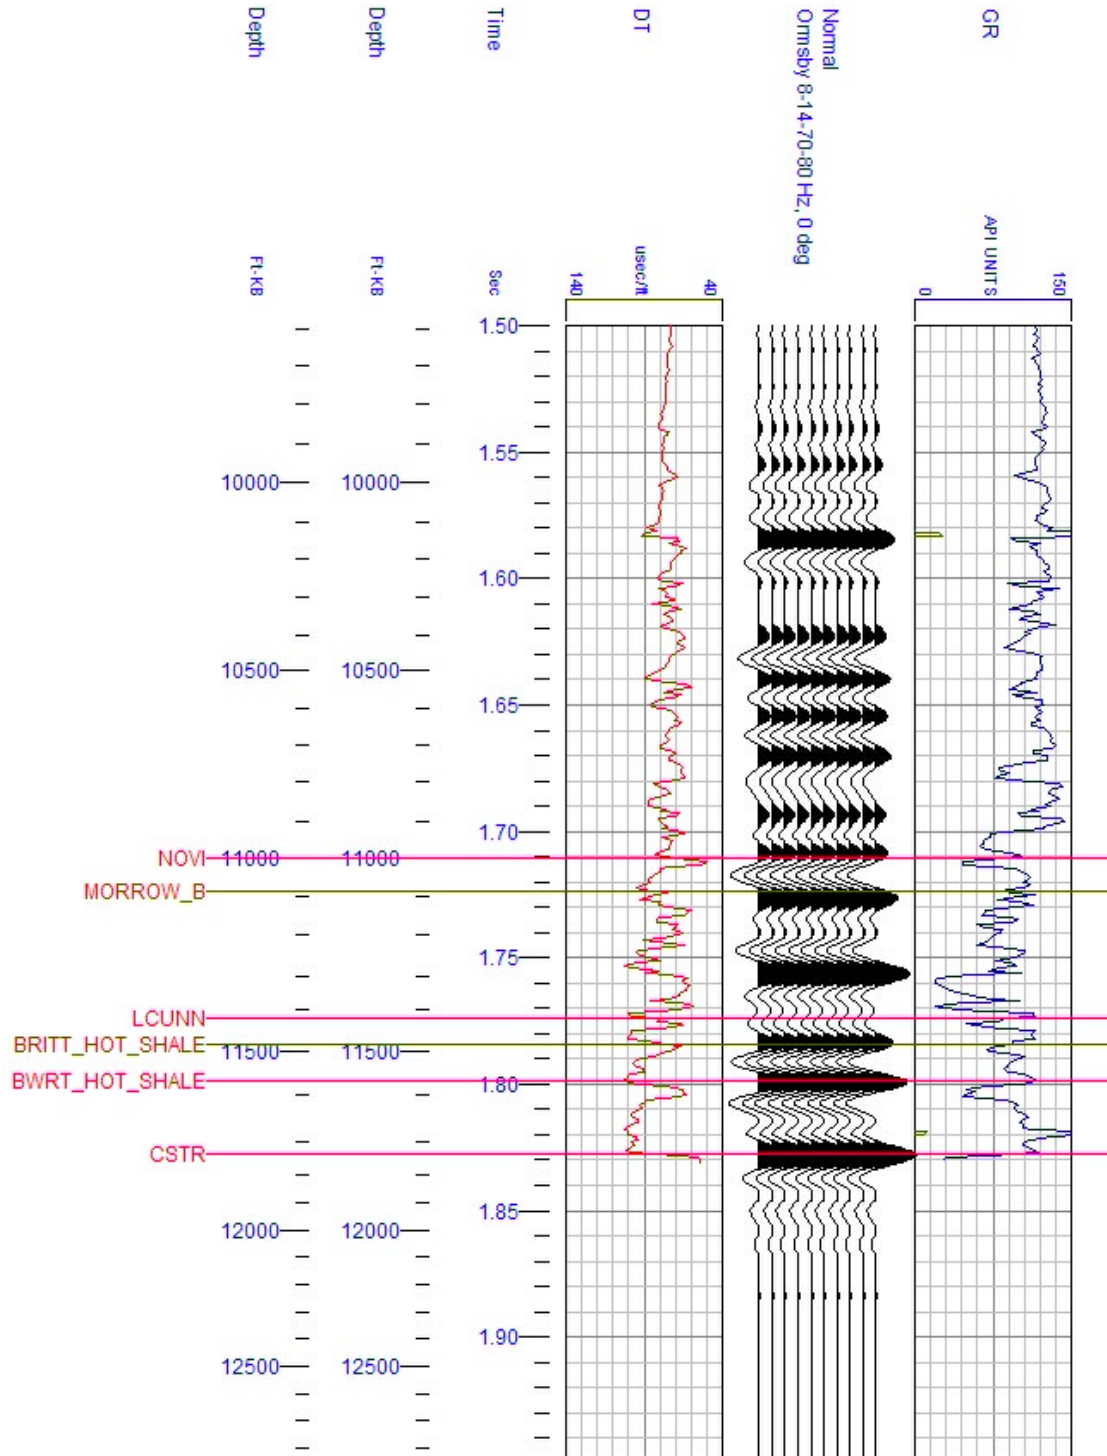 Depth
Depth
Time
DT
Normal
Ormsby 8-14-70-80 Hz, 0 deg
GR
Ft-KB
Ft-KB
Sec
140
usec/ft
40
0
API UNITS
150
1.50
1.55
10000
10000
1.60
10500
10500
1.65
1.70
NOVI
11000
11000
MORROW_B
1.75
LCUNN
BRITT_HOT_SHALE
11500
11500
BWRT_HOT_SHALE
1.80
CSTR
1.85
12000
12000
1.90
12500
12500